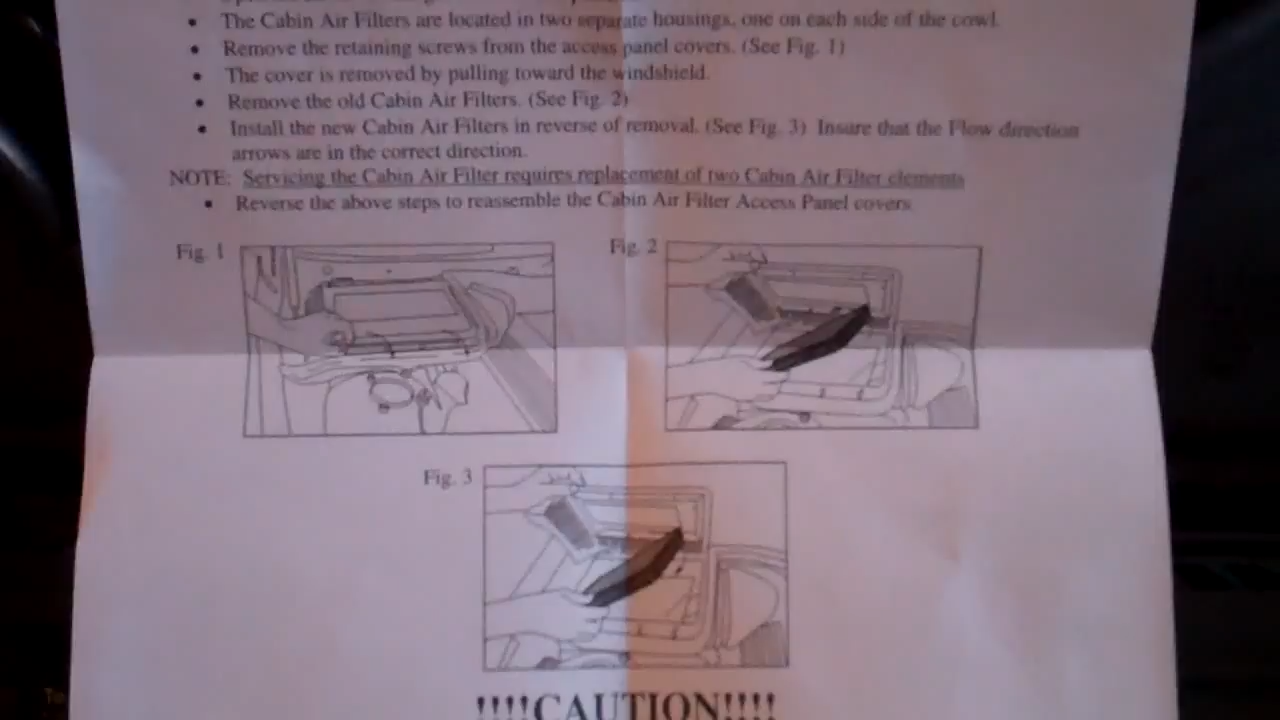 • The Cabin Air Filters are located in two separate housings, one on each side of the cowl.
• Remove the retaining screws from the access panel covers. (See Fig. 1)
• The cover is removed by pulling toward the windshield.
• Remove the old Cabin Air Filters. (See Fig. 2)
• Install the new Cabin Air Filters in reverse of removal. (See Fig. 3) Insure that the Flow direction
arrows are in the correct direction.
NOTE: Servicing the Cabin Air Filter requires replacement of two Cabin Air Filter elements
• Reverse the above steps to reassemble the Cabin Air Filter Access Panel covers
Fig. 1
Fig. 2
Fig. 3
!!!!CAUTION!!!!